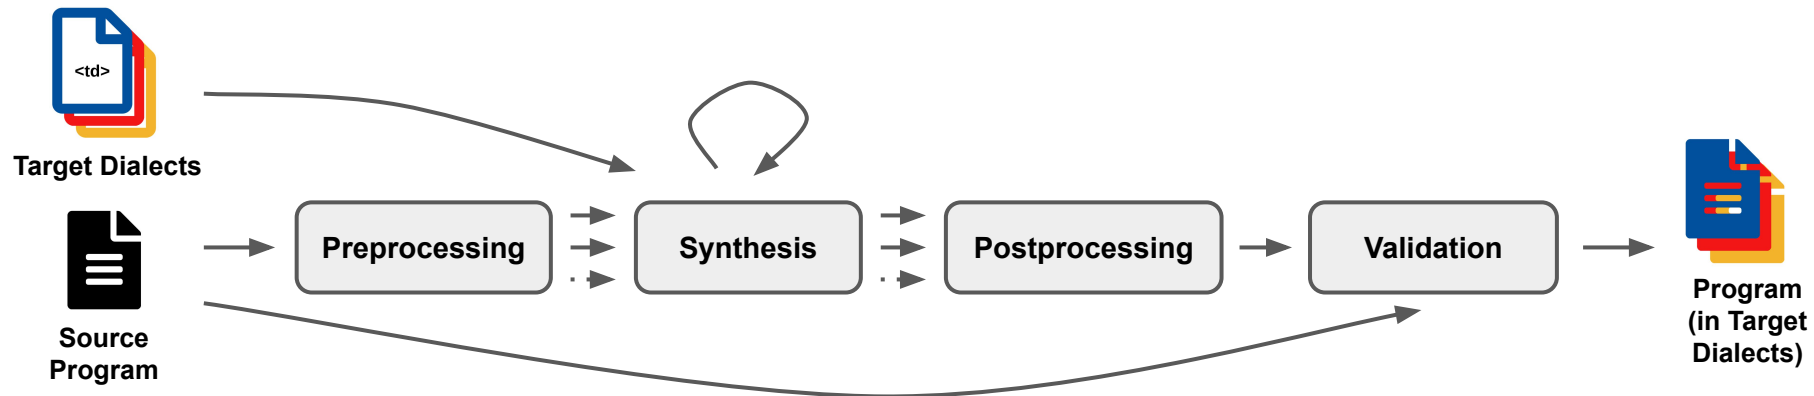 <td>
Target Dialects
Source
Program
Preprocessing
Synthesis
Postprocessing
Validation
Program
(in Target
Dialects)